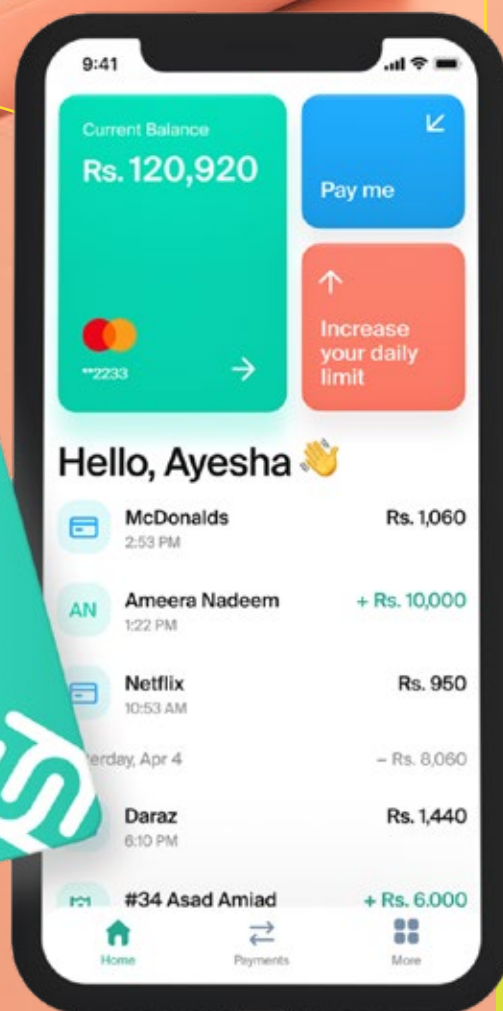 9:41
Current Balance
Rs. 120,920
**2233
Pay me
Increase
your daily
limit
Hello, Ayesha 👋
McDonalds
2:53 PM
Rs. 1,060
AN
Ameera Nadeem
1:22 PM
+ Rs. 10,000
Netflix
10:53 AM
Rs. 950
Apr 4
– Rs. 8,060
Daraz
6:10 PM
Rs. 1,440
#34 Asad Amjad
+ Rs. 6.000
Home
Payments
More